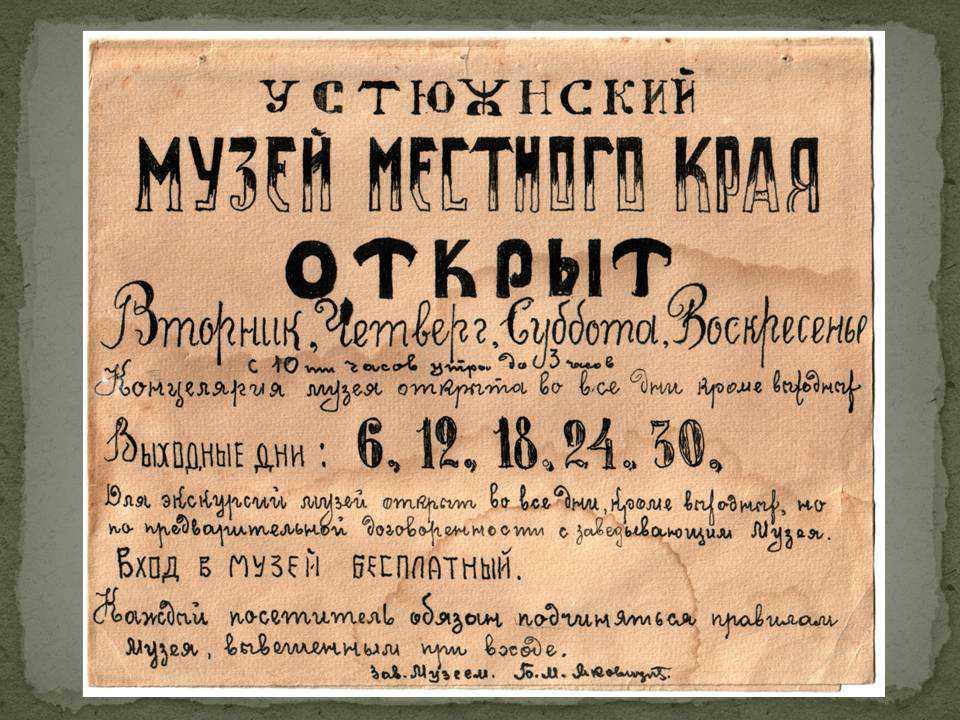 УСТЮЖНСКИЙ
МУЗЕЙ МЕСТНОГО КРАЯ
ОТКРЫТ
Вторник, Четверг, Суббота, Воскресенье
с 10ти часов утра до 3 часов
Концелярия музея открыта во все дни кроме выходных
Выходные дни: 6, 12, 18, 24, 30,
Для экскурсий музей открыт во все дни, кроме выходных, но
по предварительной договоренности с заведывающим Музея.
Вход в музей бесплатный.
Каждый посетитель обязан подчиняться правилам
Музея, вывешенным при входе.
Зав. Музеем. Б.М.